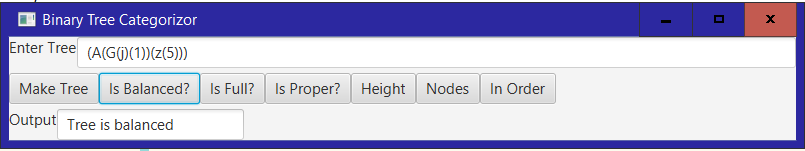 Binary Tree Categorizor
Enter Tree (A(G(j)(1))(z(5)))
Make Tree Is Balanced? Is Full? Is Proper? Height Nodes In Order
Output Tree is balanced